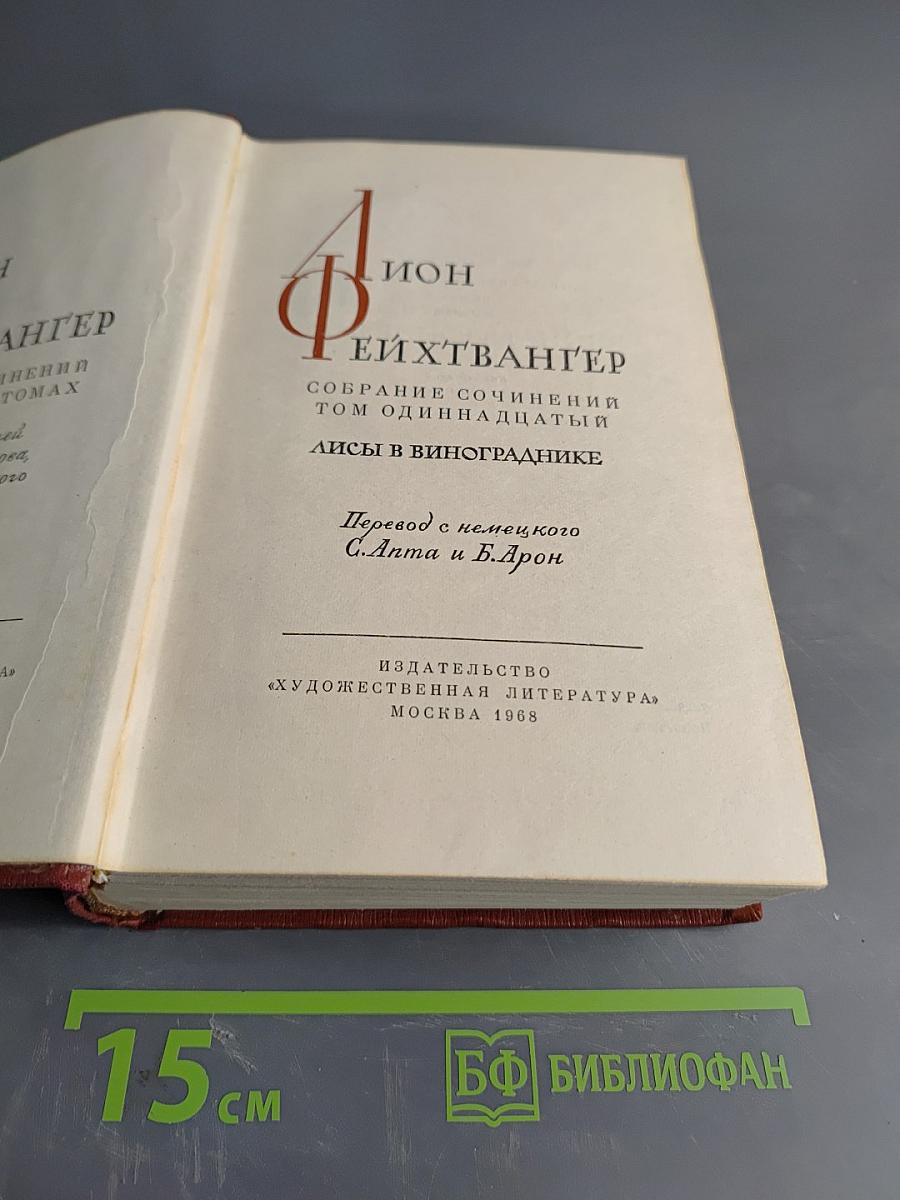 ЛИОН
ФЕЙХТВАНГЕР
СОБРАНИЕ СОЧИНЕНИЙ
ТОМ ОДИННАДЦАТЫЙ
ЛИСЫ В ВИНОГРАДНИКЕ
Перевод с немецкого
С. Апта и Б. Арон
ИЗДАТЕЛЬСТВО
«ХУДОЖЕСТВЕННАЯ ЛИТЕРАТУРА»
МОСКВА 1968
ТОМАХ
15 см
БФ БИБЛИОФАН